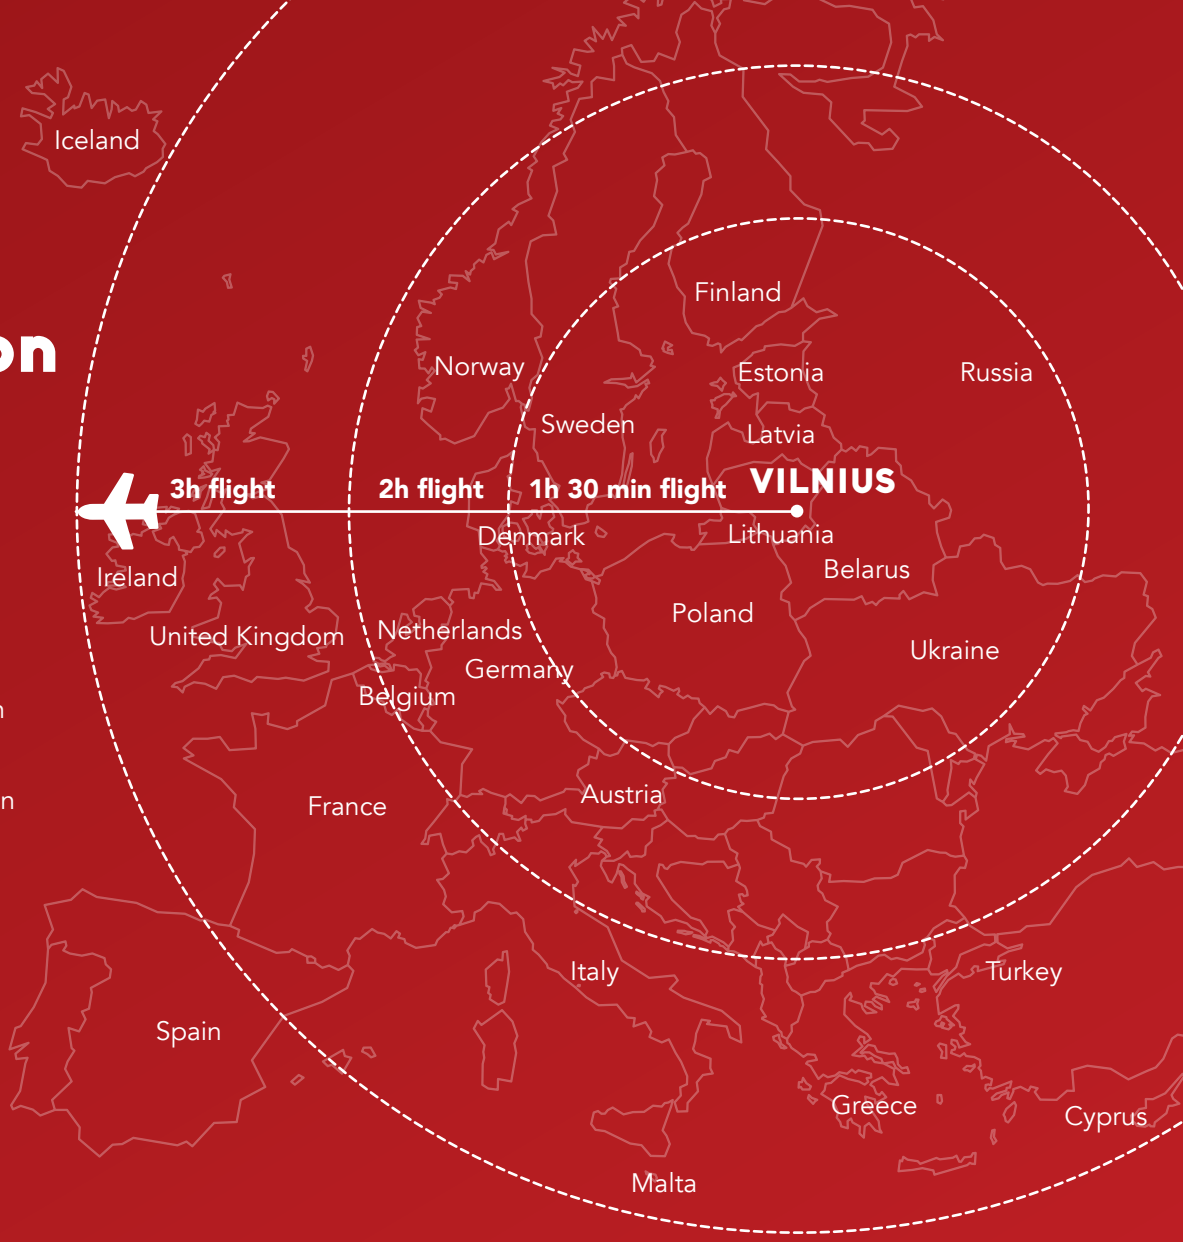 Iceland
Finland
on
Norway
Estonia
Russia
Sweden
Latvia
VILNIUS
3h flight
2h flight
1h 30 min flight
Denmark
Lithuania
Belarus
Ireland
Poland
United Kingdom
Netherlands
Ukraine
Germany
Belgium
n
Austria
n
France
Italy
Turkey
Spain
Greece
Cyprus
Malta